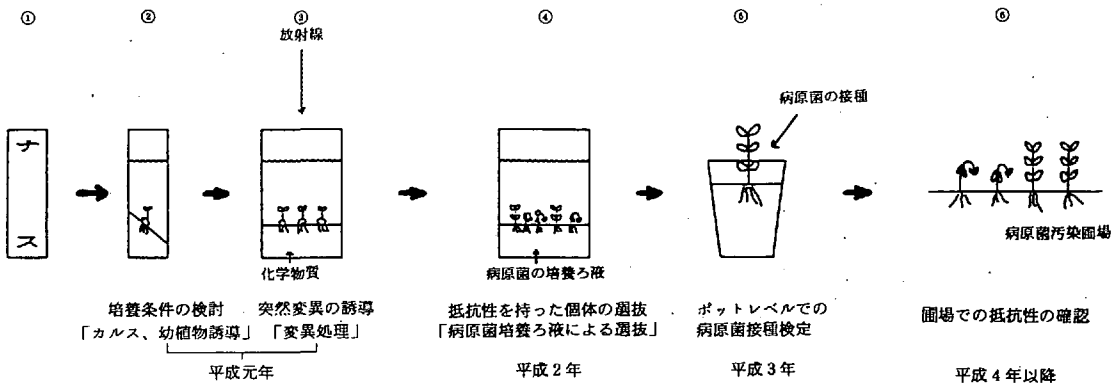 ① ② ③ ④ ⑤ ⑥
放射線
病原菌の接種
ナス
病原菌汚染圃場
化学物質
病原菌の培養ろ液
培養条件の検討
「カルス、幼植物誘導」
突然変異の誘導
「変異処理」
平成元年
抵抗性を持った個体の選抜
「病原菌培養ろ液による選抜」
平成2年
ポットレベルでの
病原菌接種検定
平成3年
圃場での抵抗性の確認
平成4年以降